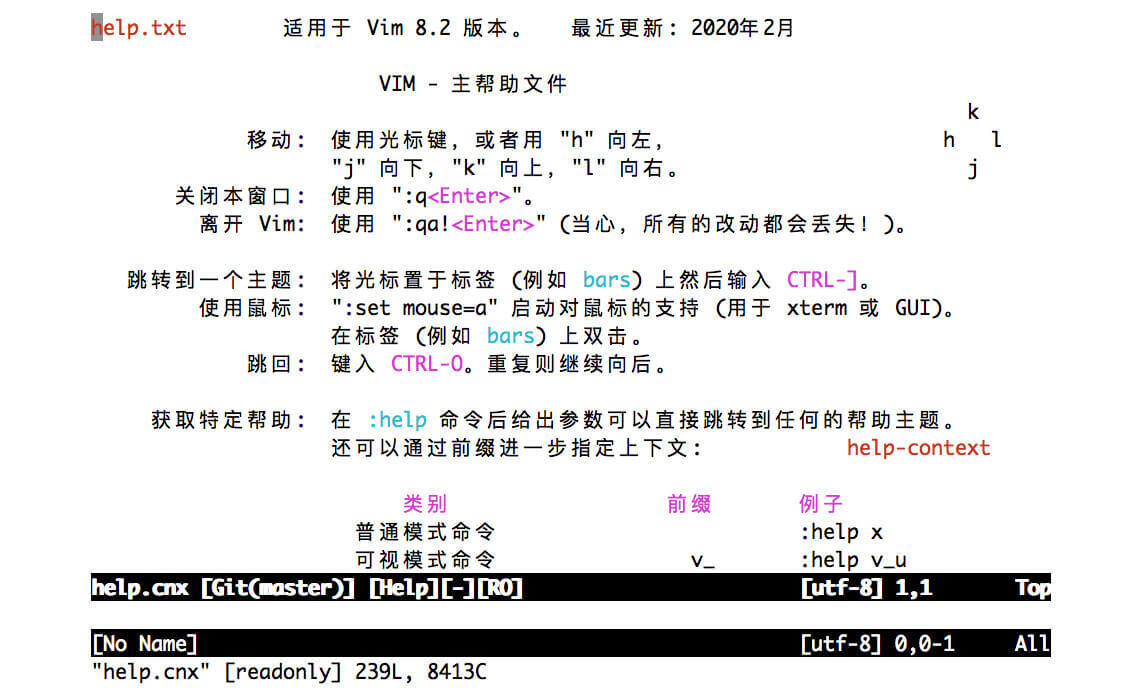 help.txt 适用于 Vim 8.2 版本。 最近更新: 2020年2月
VIM - 主帮助文件
k
移动: 使用光标键, 或者用 "h" 向左, h l
"j" 向下, "k" 向上, "l" 向右。 j
关闭本窗口: 使用 ":q<Enter>"。
离开 Vim: 使用 ":qa!<Enter>" (当心, 所有的改动都会丢失! )。
跳转到一个主题: 将光标置于标签 (例如 bars) 上然后输入 CTRL-]。
使用鼠标: ":set mouse=a" 启动对鼠标的支持 (用于 xterm 或 GUI)。
在标签 (例如 bars) 上双击。
跳回: 键入 CTRL-O。重复则继续向后。
获取特定帮助: 在 :help 命令后给出参数可以直接跳转到任何的帮助主题。
还可以通过前缀进一步指定上下文: help-context
类别 前缀 例子
普通模式命令 :help x
可视模式命令 v_ :help v_u
help.cnx [Git(master)] [Help][-][RO] [utf-8] 1,1 Top
[No Name] [utf-8] 0,0-1 All
"help.cnx" [readonly] 239L, 8413C